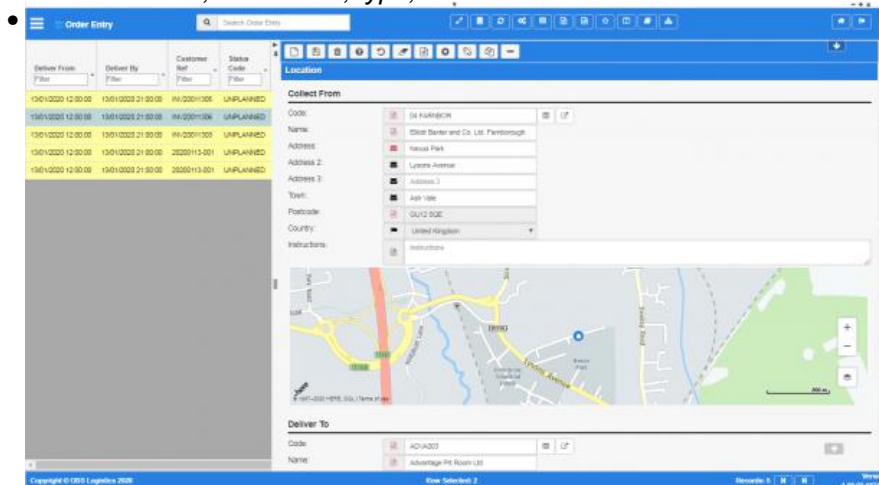 Order Entry
Search Order Entry
Deliver From
Deliver By
Customer Ref
Status Code
Filter
Filter
Filter
Filter
13/01/2020 12:00:00 13/01/2020 21:00:00 UNPLANNED
13/01/2020 12:00:00 13/01/2020 21:00:00 UNPLANNED
13/01/2020 12:00:00 13/01/2020 21:00:00 UNPLANNED
13/01/2020 12:00:00 13/01/2020 21:00:00 20200113-001 UNPLANNED
13/01/2020 12:00:00 13/01/2020 21:00:00 20200113-001 UNPLANNED
Location
Collect From
Code:
Name: Elliott Baxter and Co. Ltd. Farnborough
Address: Nexus Park
Address 2: Lysons Avenue
Address 3: Address 3
Town: Ash Vale
Postcode: GU12 5QE
Country: United Kingdom
Instructions: Instructions
Lysons Avenue
here
200 m
Deliver To
Code: ADVA003
Name: Advantage Pit Room Ltd
Copyright © OBS Logistics 2020
Row Selected: 2
Records: 5